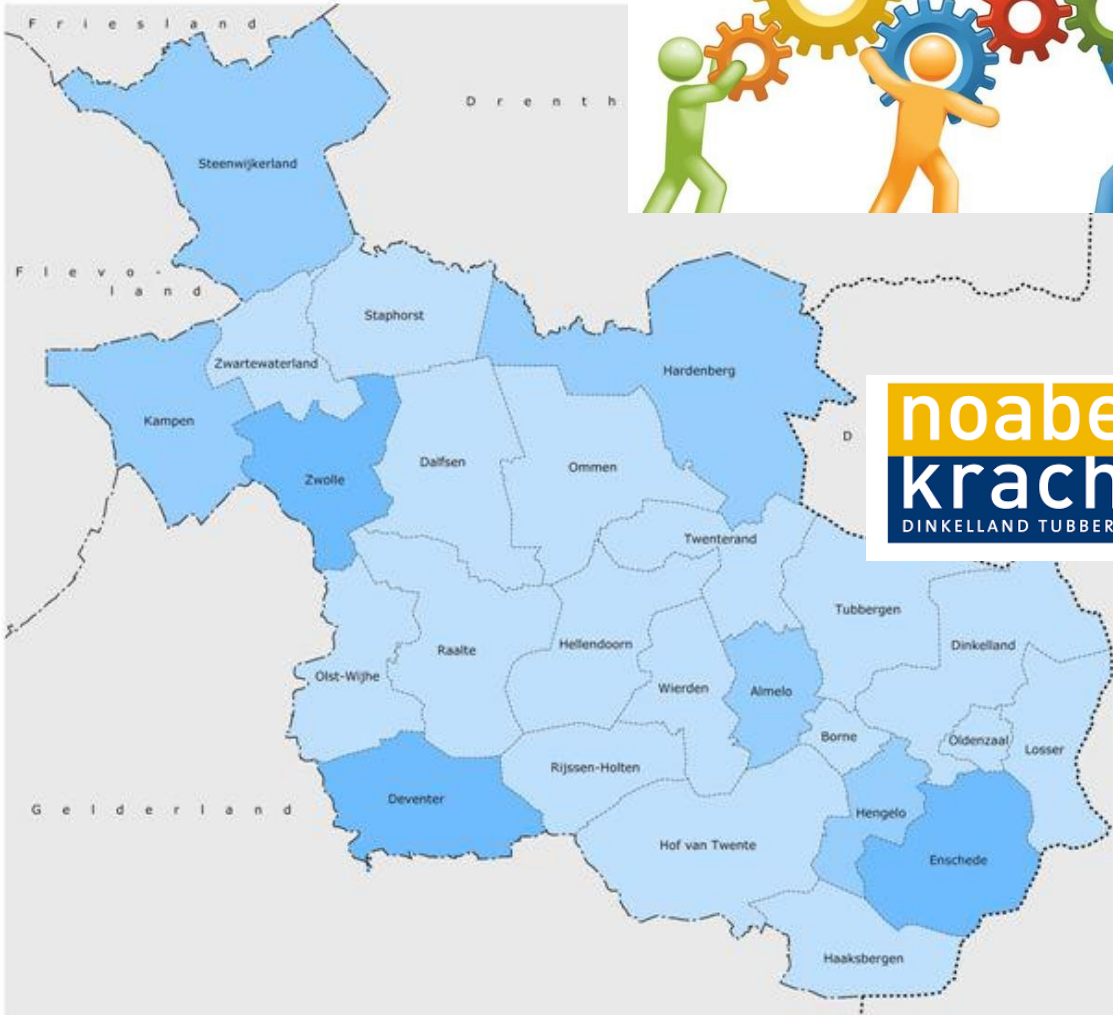 Friesland
Drenth
Steenwijkerland
Flevo-
land
Staphorst
Zwartewaterland
Hardenberg
Kampen
D
noabe
krach
DINKELLAND TUBBER
Dalfsen
Ommen
Zwolle
Twenterand
Tubbergen
Dinkelland
Hellendoorn
Raalte
Olst-Wijhe
Wierden
Almelo
Borne
Oldenzaal
Losser
Rijssen-Holten
Deventer
Gelderland
Hengelo
Hof van Twente
Enschede
Haaksbergen